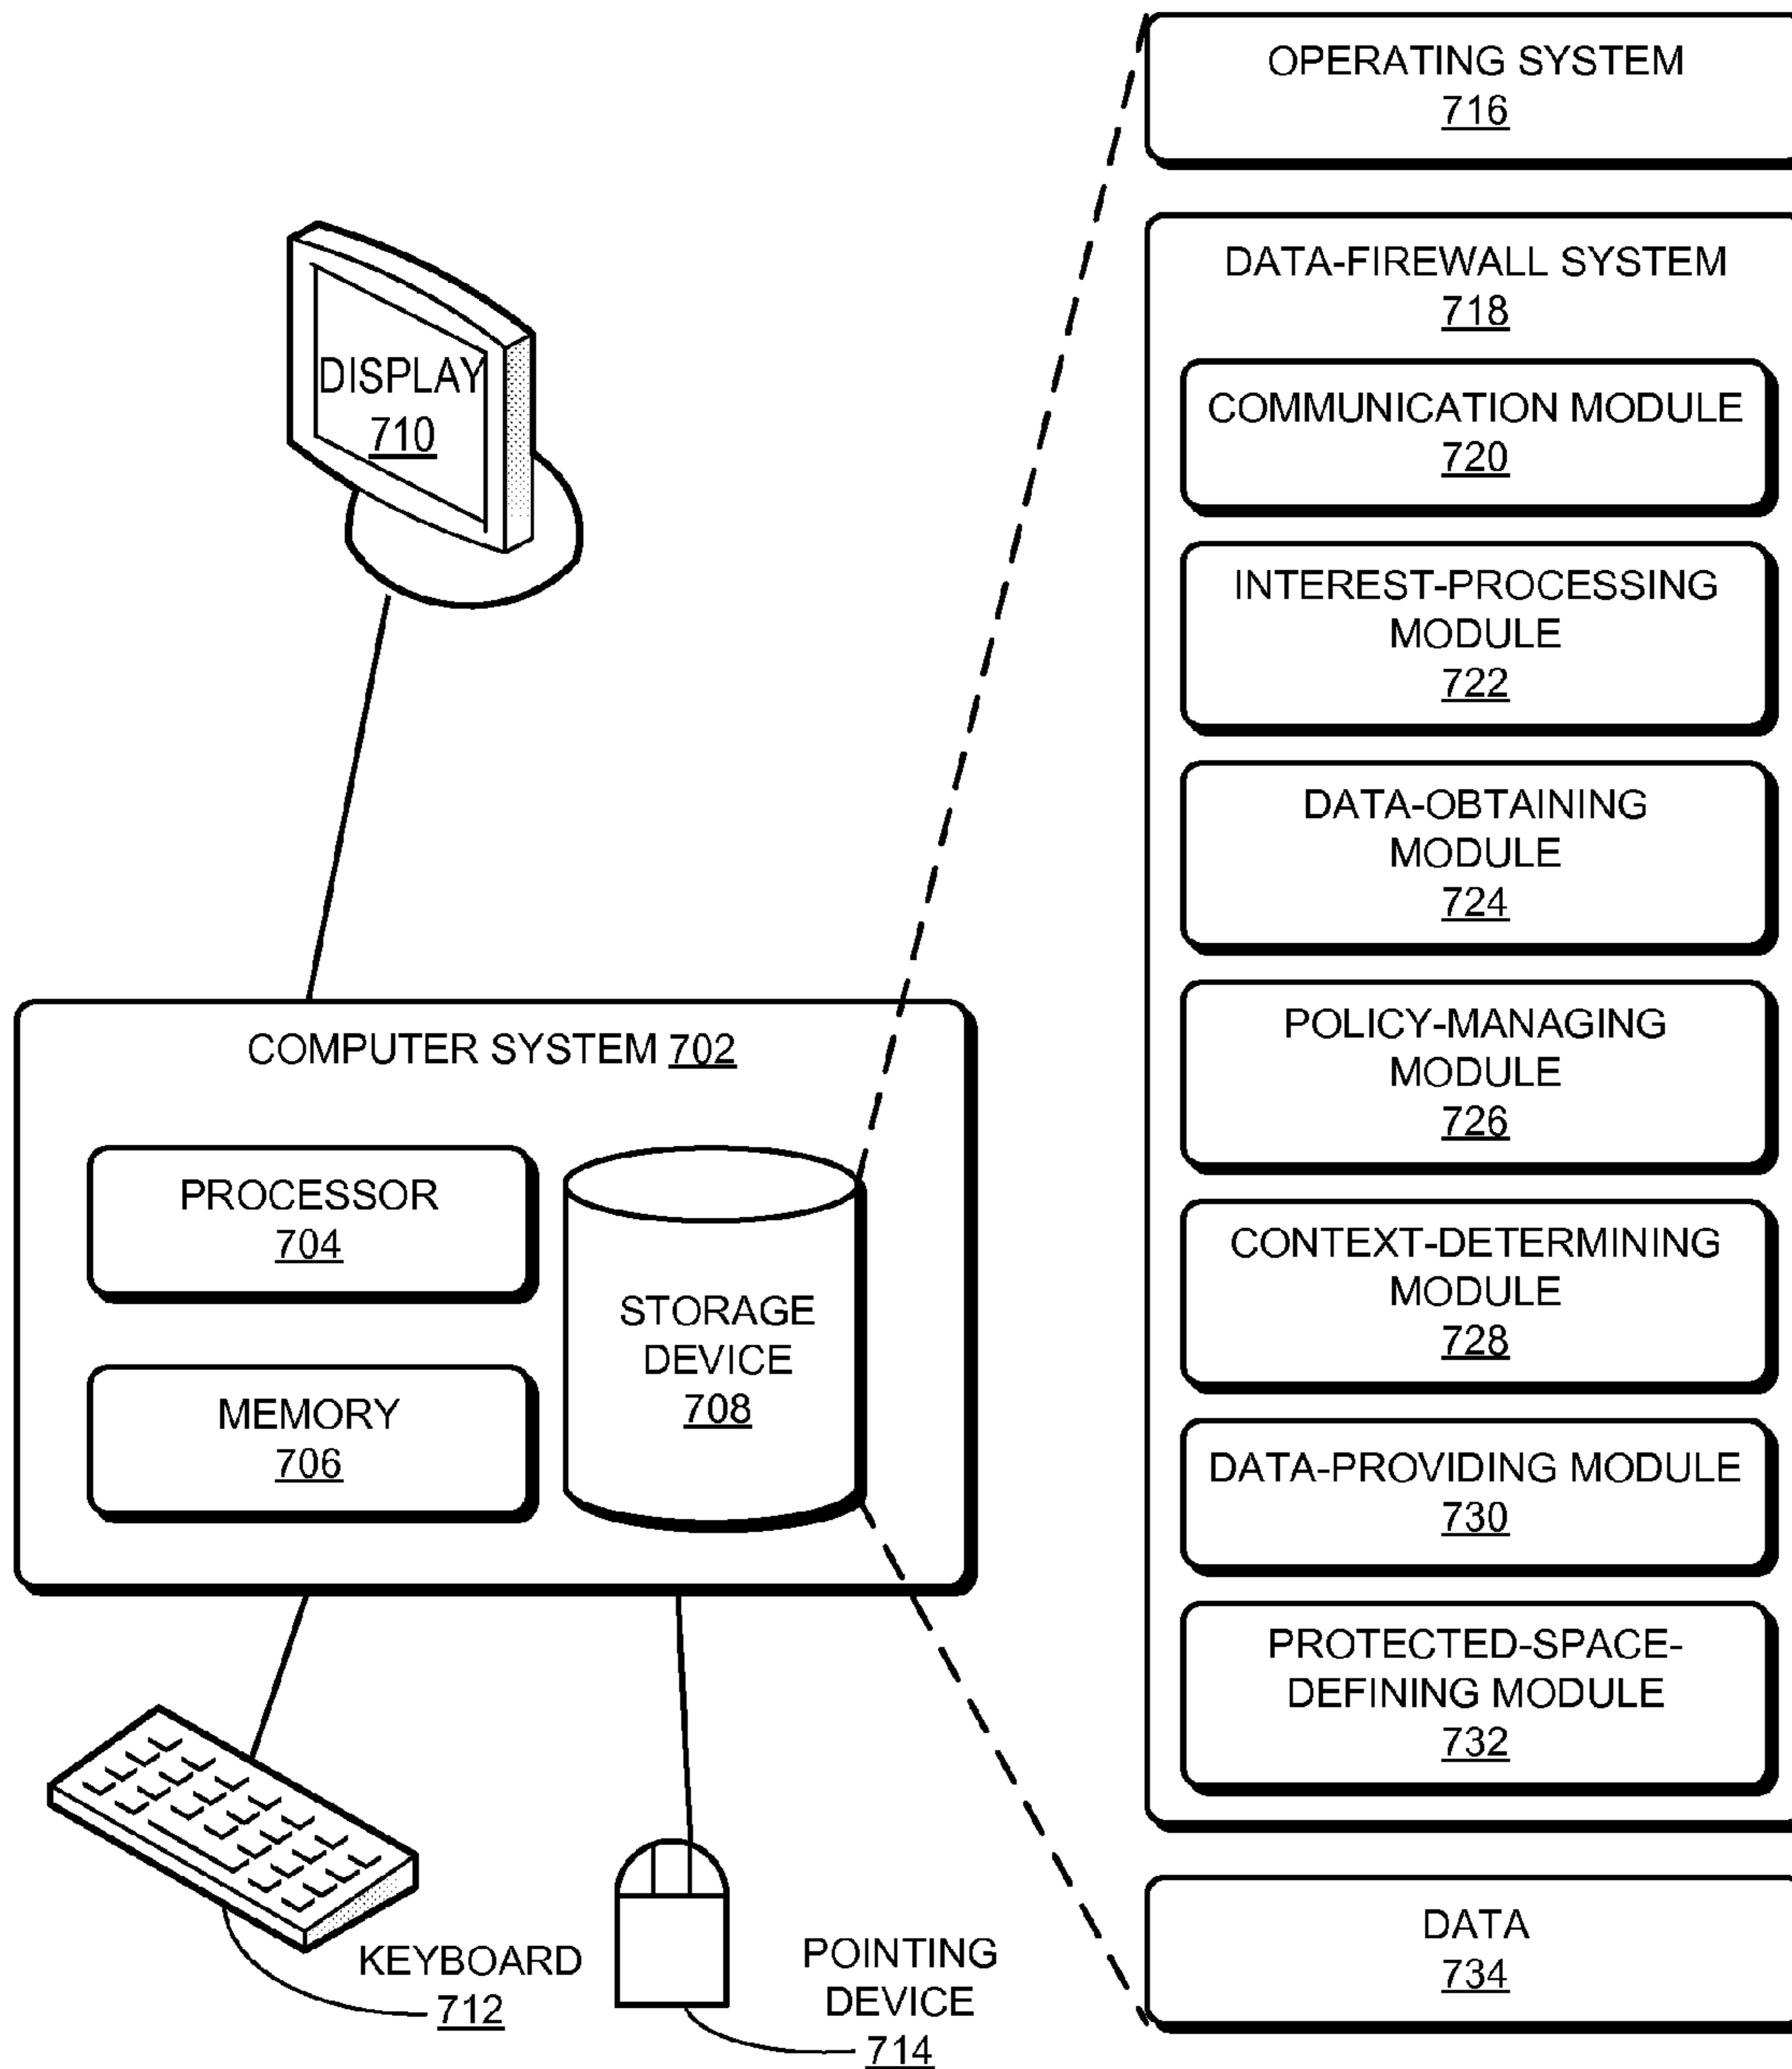 DISPLAY
710
COMPUTER SYSTEM 702
PROCESSOR
704
MEMORY
706
STORAGE
DEVICE
708
KEYBOARD
712
POINTING
DEVICE
714
OPERATING SYSTEM
716
DATA-FIREWALL SYSTEM
718
COMMUNICATION MODULE
720
INTEREST-PROCESSING
MODULE
722
DATA-OBTAINING
MODULE
724
POLICY-MANAGING
MODULE
726
CONTEXT-DETERMINING
MODULE
728
DATA-PROVIDING MODULE
730
PROTECTED-SPACE-
DEFINING MODULE
732
DATA
734